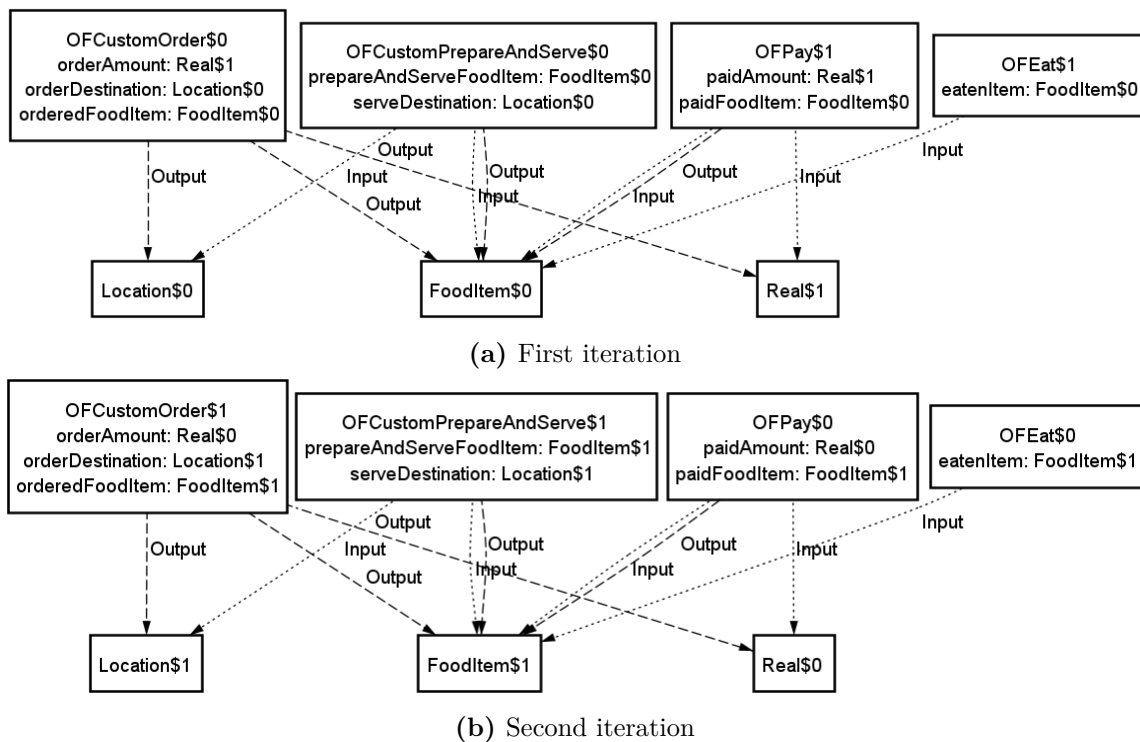 OFCustomOrder$0
orderAmount: Real$1
orderDestination: Location$0
orderedFoodItem: FoodItem$0
OFCustomPrepareAndServe$0
prepareAndServeFoodItem: FoodItem$0
serveDestination: Location$0
OFPay$1
paidAmount: Real$1
paidFoodItem: FoodItem$0
OFEat$1
eatenItem: FoodItem$0
Output
Input
Output
Output
Input
Output
Input
Output
Input
Input
Location$0
FoodItem$0
Real$1
(a) First iteration
OFCustomOrder$1
orderAmount: Real$0
orderDestination: Location$1
orderedFoodItem: FoodItem$1
OFCustomPrepareAndServe$1
prepareAndServeFoodItem: FoodItem$1
serveDestination: Location$1
OFPay$0
paidAmount: Real$0
paidFoodItem: FoodItem$1
OFEat$0
eatenItem: FoodItem$1
Output
Input
Output
Output
Input
Output
Input
Output
Input
Input
Location$1
FoodItem$1
Real$0
(b) Second iteration